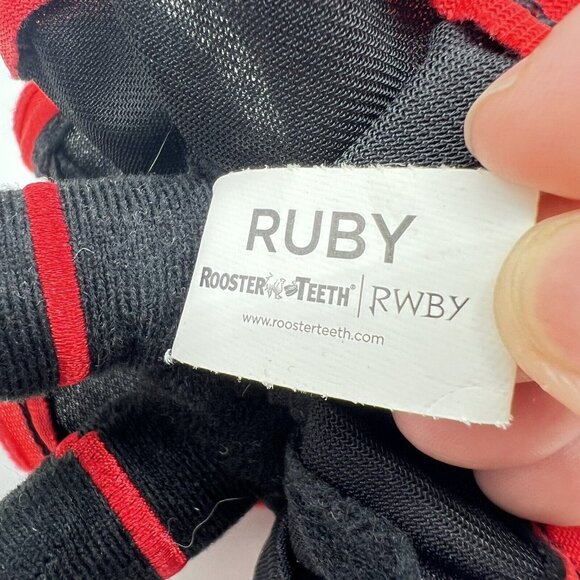 RUBY
ROOSTER TEETH® | RWBY
www.roosterteeth.com